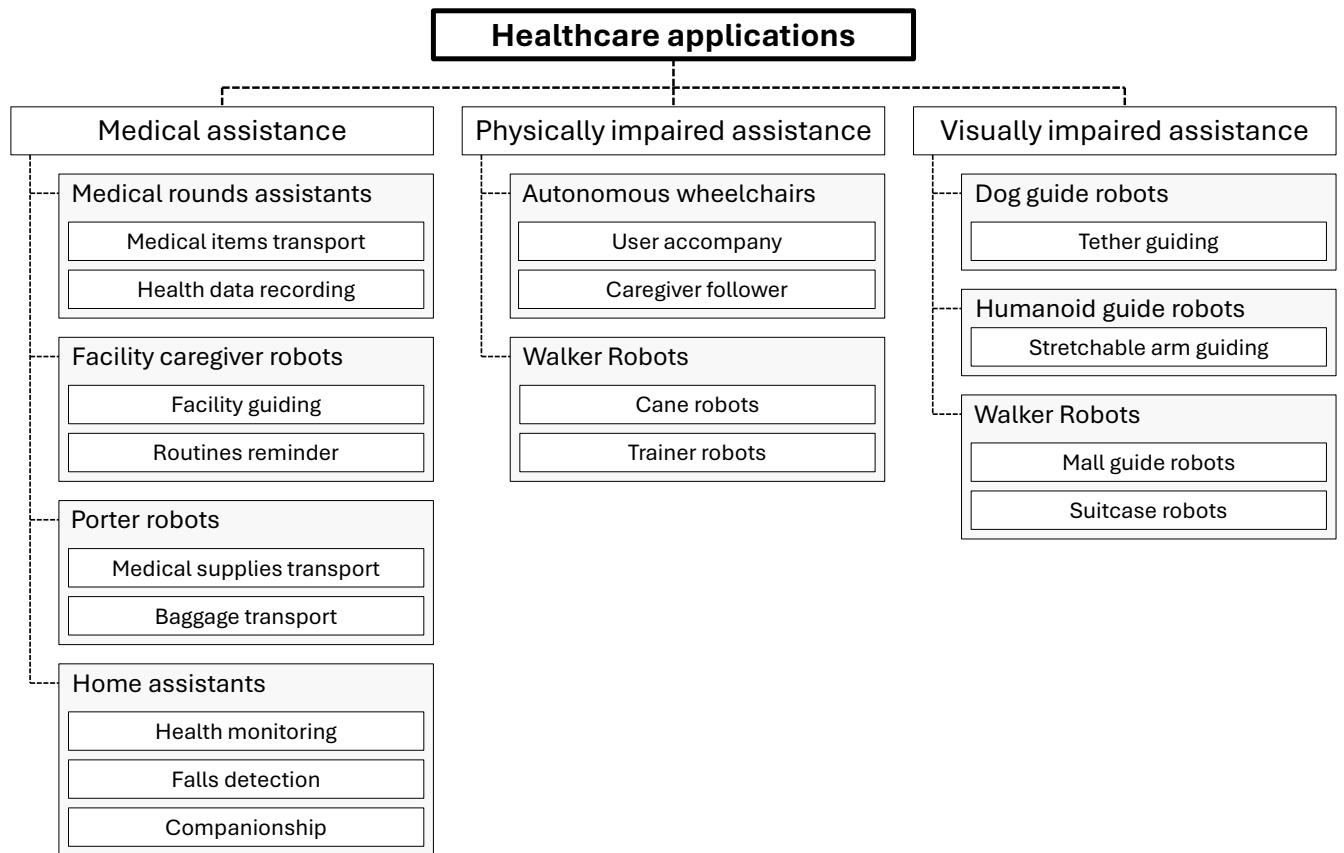 Healthcare applications
Medical assistance
Medical rounds assistants
Medical items transport
Health data recording
Facility caregiver robots
Facility guiding
Routines reminder
Porter robots
Medical supplies transport
Baggage transport
Home assistants
Health monitoring
Falls detection
Companionship
Physically impaired assistance
Autonomous wheelchairs
User accompany
Caregiver follower
Walker Robots
Cane robots
Trainer robots
Visually impaired assistance
Dog guide robots
Tether guiding
Humanoid guide robots
Stretchable arm guiding
Walker Robots
Mall guide robots
Suitcase robots